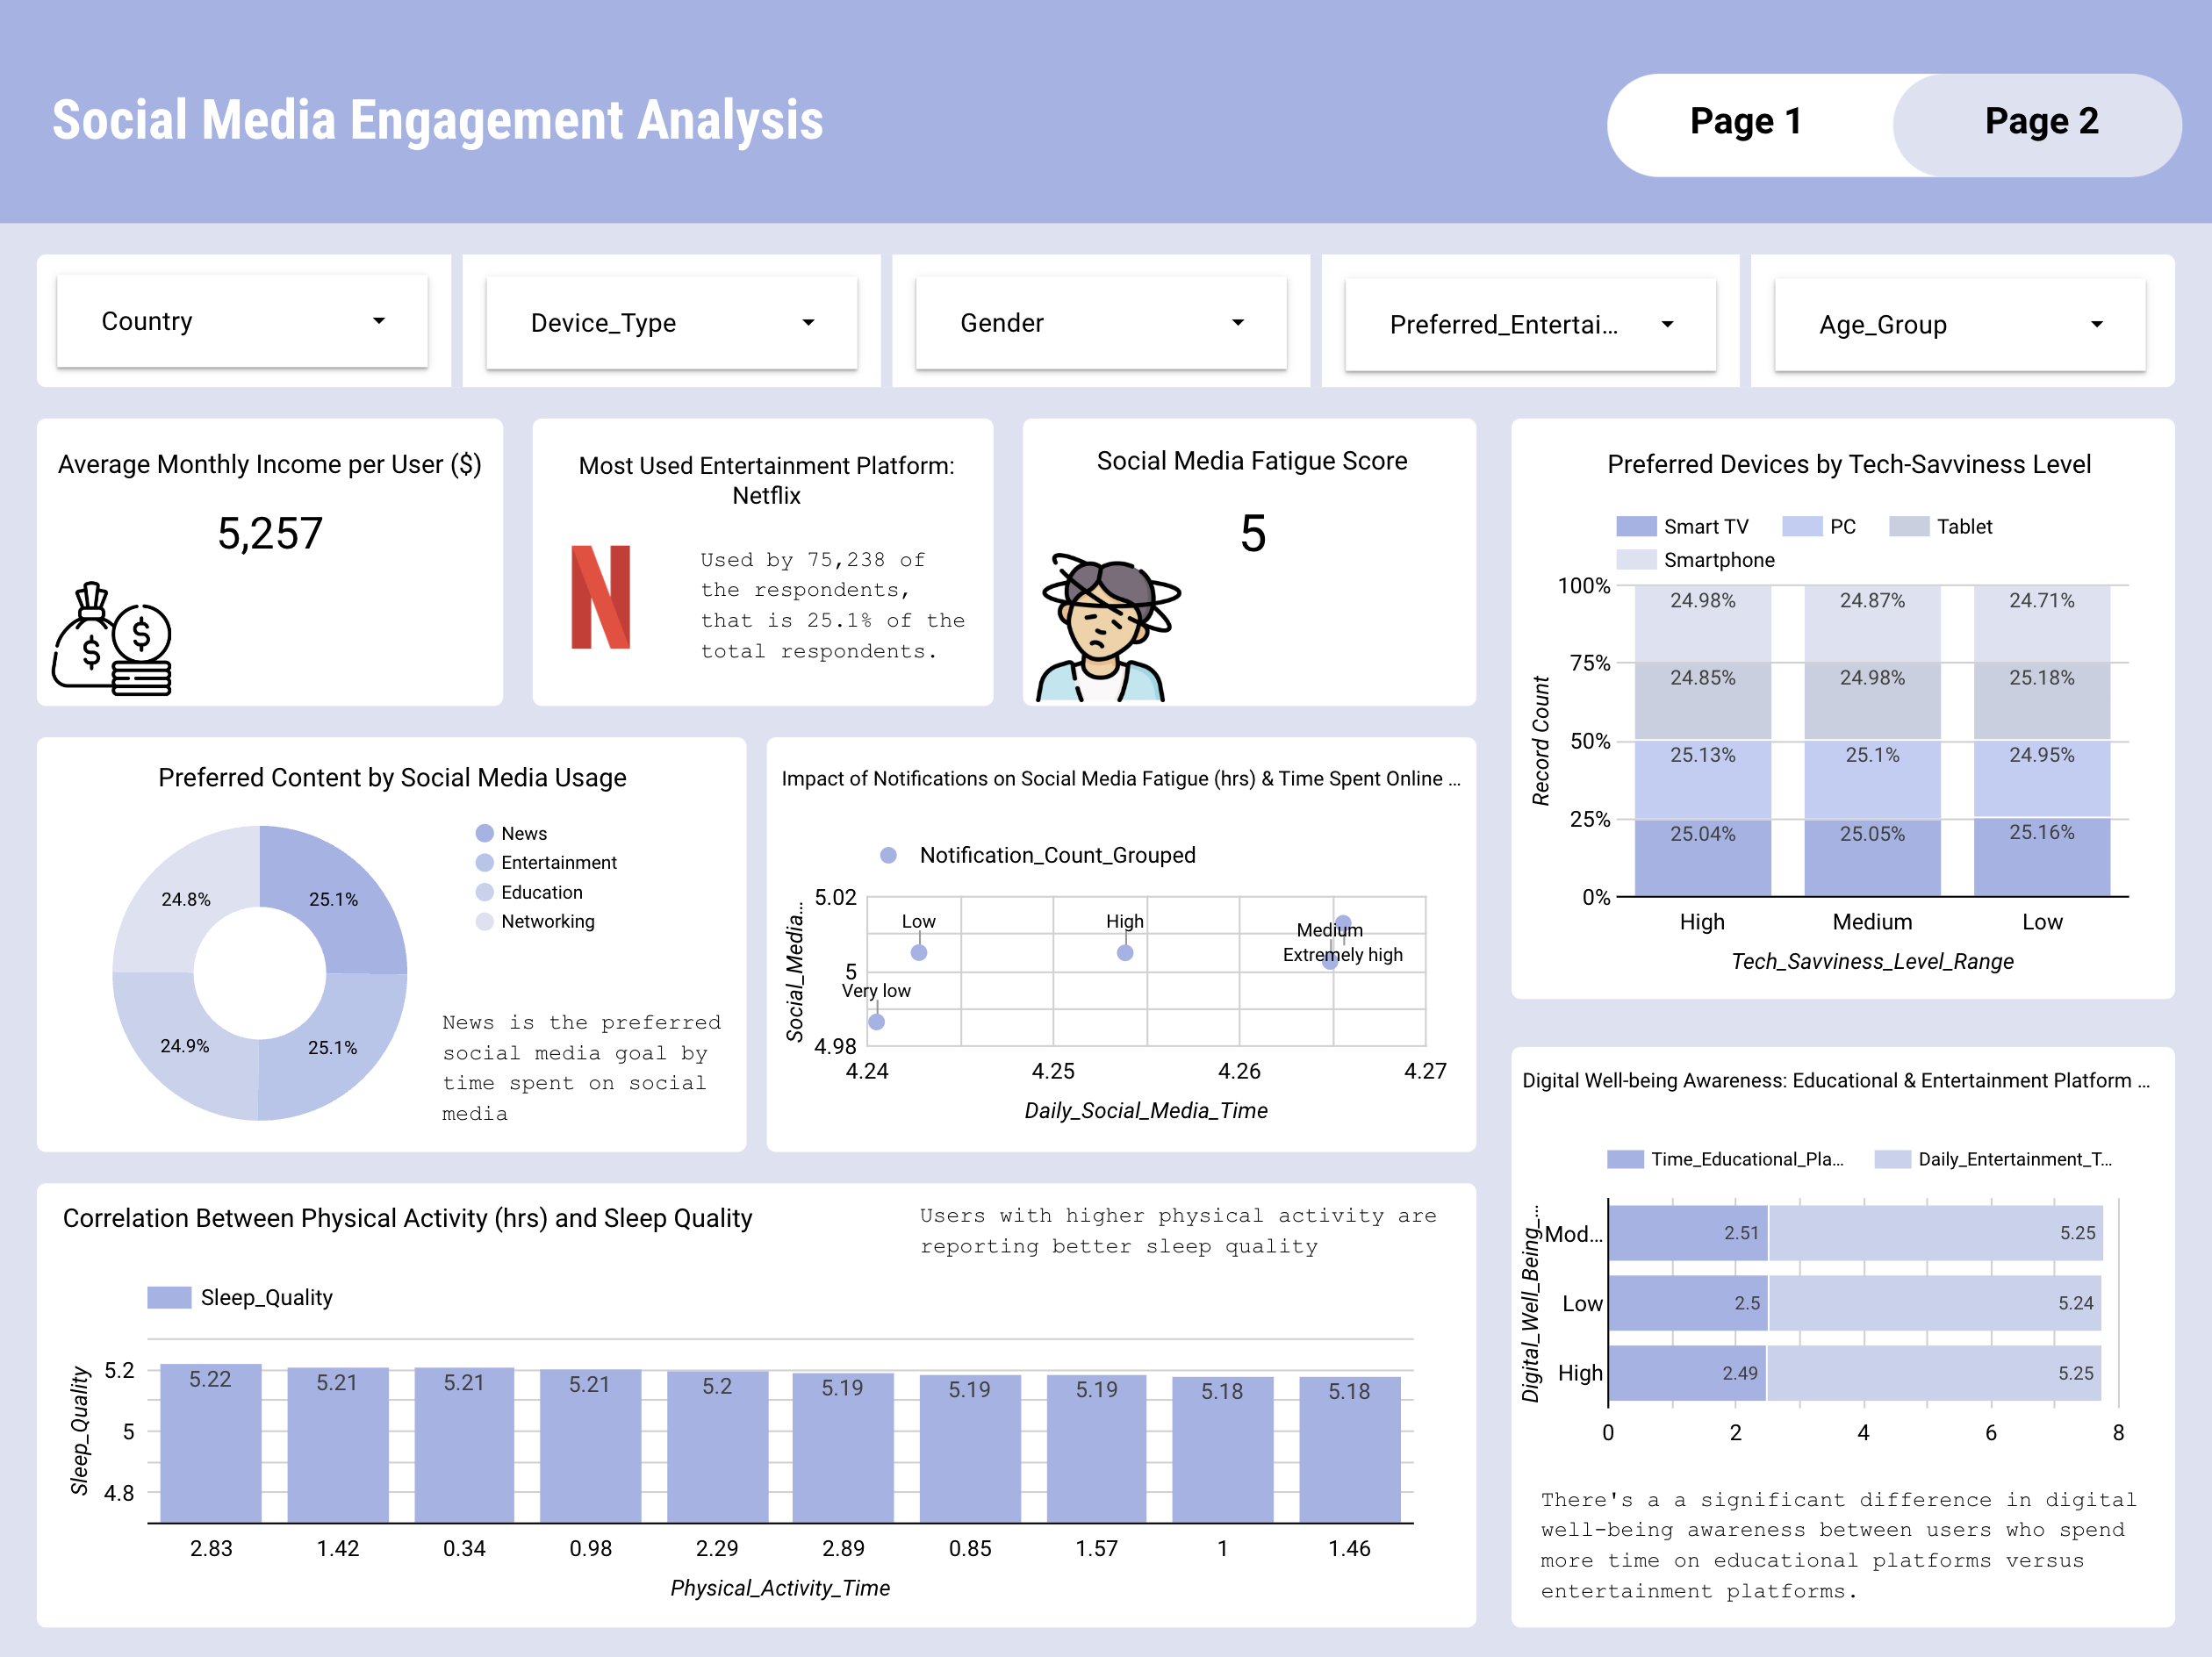 Social Media Engagement Analysis
Page 1
Page 2
Country
Device_Type
Gender
Preferred_Entertai...
Age_Group
Average Monthly Income per User ($)
5,257
$
$
Most Used Entertainment Platform:
Netflix
N
Used by 75,238 of
the respondents,
that is 25.1% of the
total respondents.
Social Media Fatigue Score
5
Preferred Devices by Tech-Savviness Level
Smart TV
PC
Tablet
Smartphone
100%
75%
50%
25%
0%
Record Count
24.98%
24.87%
24.71%
24.85%
24.98%
25.18%
25.13%
25.1%
24.95%
25.04%
25.05%
25.16%
High
Medium
Low
Tech_Savviness_Level_Range
Preferred Content by Social Media Usage
News
Entertainment
Education
Networking
24.8%
25.1%
24.9%
25.1%
News is the preferred
social media goal by
time spent on social
media
Impact of Notifications on Social Media Fatigue (hrs) & Time Spent Online ...
Notification_Count_Grouped
Social_Media...
5.02
5
4.98
Low
High
Medium
Extremely high
Very low
4.24
4.25
4.26
4.27
Daily_Social_Media_Time
Digital Well-being Awareness: Educational & Entertainment Platform ...
Time_Educational_Pla...
Daily_Entertainment_T...
Digital_Well_Being_...
Mod...
2.51
5.25
Low
2.5
5.24
High
2.49
5.25
0
2
4
6
8
There's a a significant difference in digital
well-being awareness between users who spend
more time on educational platforms versus
entertainment platforms.
Correlation Between Physical Activity (hrs) and Sleep Quality
Users with higher physical activity are
reporting better sleep quality
Sleep_Quality
Sleep_Quality
5.2
5
4.8
5.22
5.21
5.21
5.21
5.2
5.19
5.19
5.19
5.18
5.18
2.83
1.42
0.34
0.98
2.29
2.89
0.85
1.57
1
1.46
Physical_Activity_Time